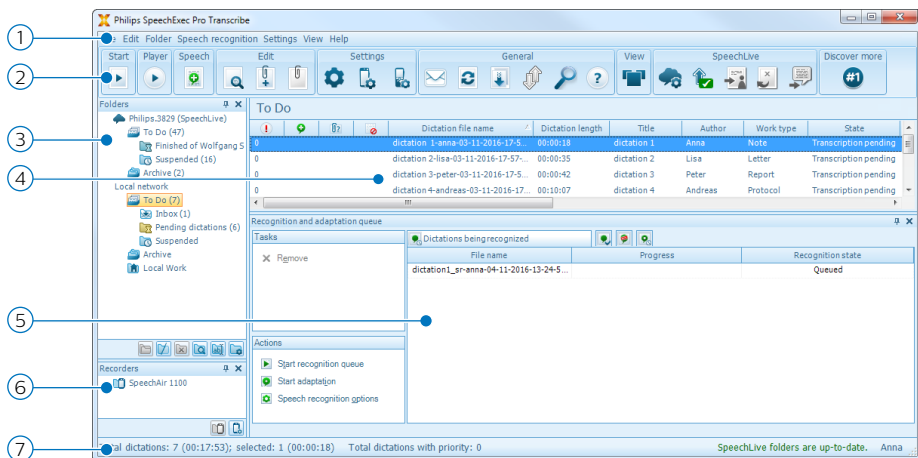 Philips SpeechExec Pro Transcribe
1
Edit Folder Speech recognition Settings View Help
Start Player Speech Edit Settings General View SpeechLive Discover more
2
?
#1
Folders
Philips.3829 (SpeechLive)
3
To Do (47)
Finished of Wolfgang S
Suspended (16)
Archive (2)
Local network
To Do (7)
Inbox (1)
Pending dictations (6)
Suspended
Archive
Local Work
To Do
Dictation file name Dictation length Title Author Work type State
0 dictation 1-anna-03-11-2016-17-5... 00:00:18 dictation 1 Anna Note Transcription pending
0 dictation 2-lisa-03-11-2016-17-57-... 00:00:35 dictation 2 Lisa Letter Transcription pending
4
0 dictation 3-peter-03-11-2016-17-5... 00:00:42 dictation 3 Peter Report Transcription pending
0 dictation 4-andreas-03-11-2016-17... 00:10:07 dictation 4 Andreas Protocol Transcription pending
Recognition and adaptation queue
Tasks
Remove
Dictations being recognized
File name Progress Recognition state
dictation1_sr-anna-04-11-2016-13-24-5... Queued
5
Actions
Start recognition queue
Start adaptation
Speech recognition options
Recorders
6
SpeechAir 1100
7
al dictations: 7 (00:17:53); selected: 1 (00:00:18) Total dictations with priority: 0 SpeechLive folders are up-to-date. Anna